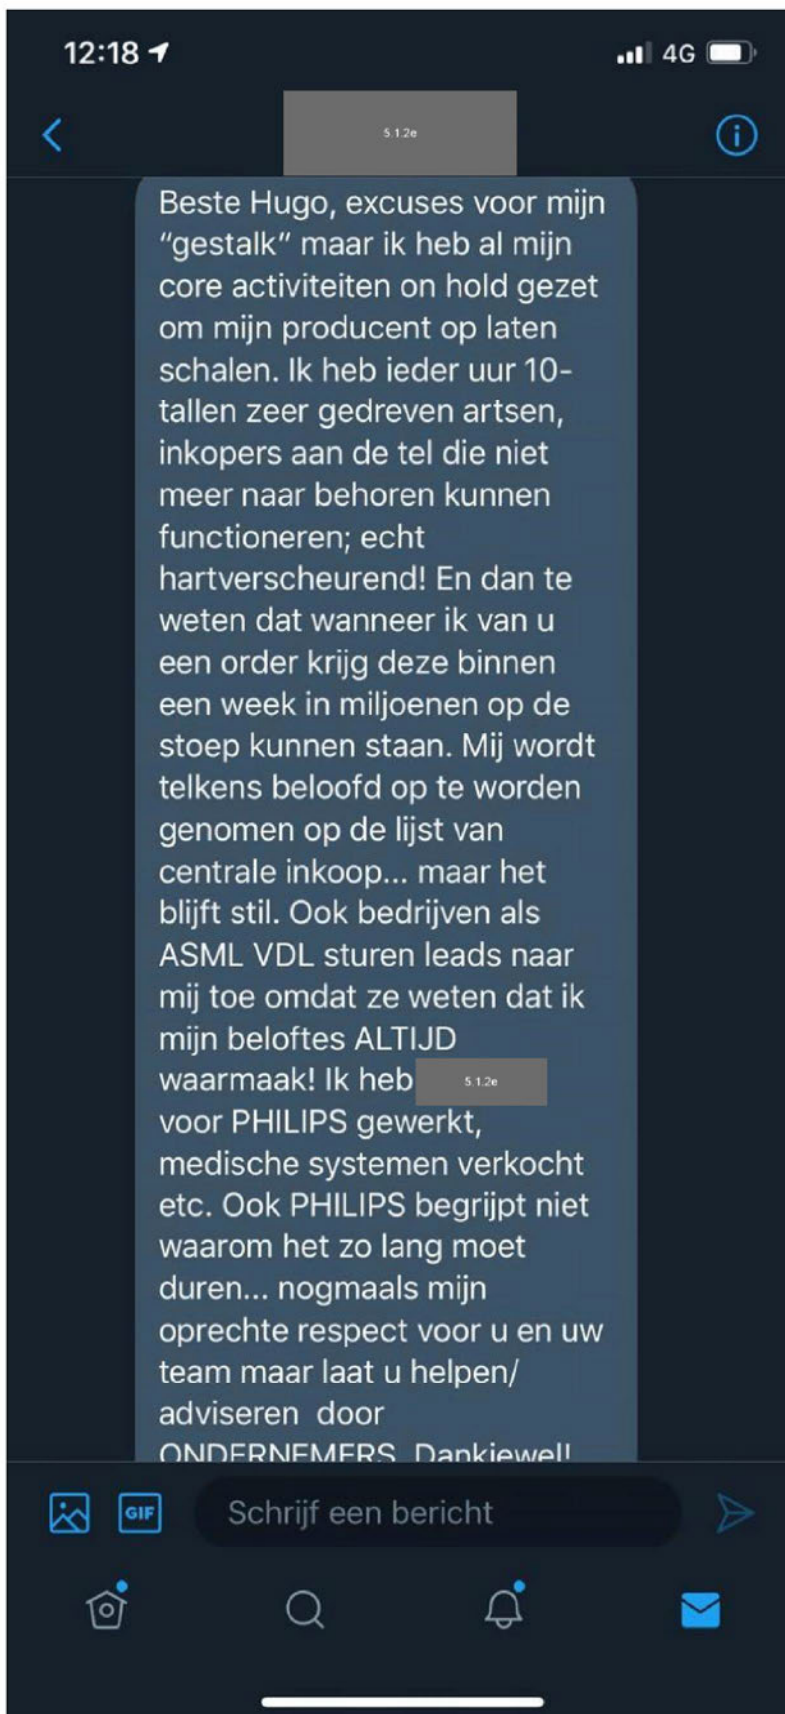 12:18
4G
5.1.2e
Beste Hugo, excuses voor mijn
“gestalk” maar ik heb al mijn
core activiteiten on hold gezet
om mijn producent op laten
schalen. Ik heb ieder uur 10-
tallen zeer gedreven artsen,
inkopers aan de tel die niet
meer naar behoren kunnen
functioneren; echt
hartverscheurend! En dan te
weten dat wanneer ik van u
een order krijg deze binnen
een week in miljoenen op de
stoep kunnen staan. Mij wordt
telkens beloofd op te worden
genomen op de lijst van
centrale inkoop... maar het
blijft stil. Ook bedrijven als
ASML VDL sturen leads naar
mij toe omdat ze weten dat ik
mijn beloftes ALTIJD
waarmaak! Ik heb 5.1.2e
voor PHILIPS gewerkt,
medische systemen verkocht
etc. Ook PHILIPS begrijpt niet
waarom het zo lang moet
duren... nogmaals mijn
oprechte respect voor u en uw
team maar laat u helpen/
adviseren door
ONDERNEMERS. Dankjewel!
GIF
Schrijf een bericht